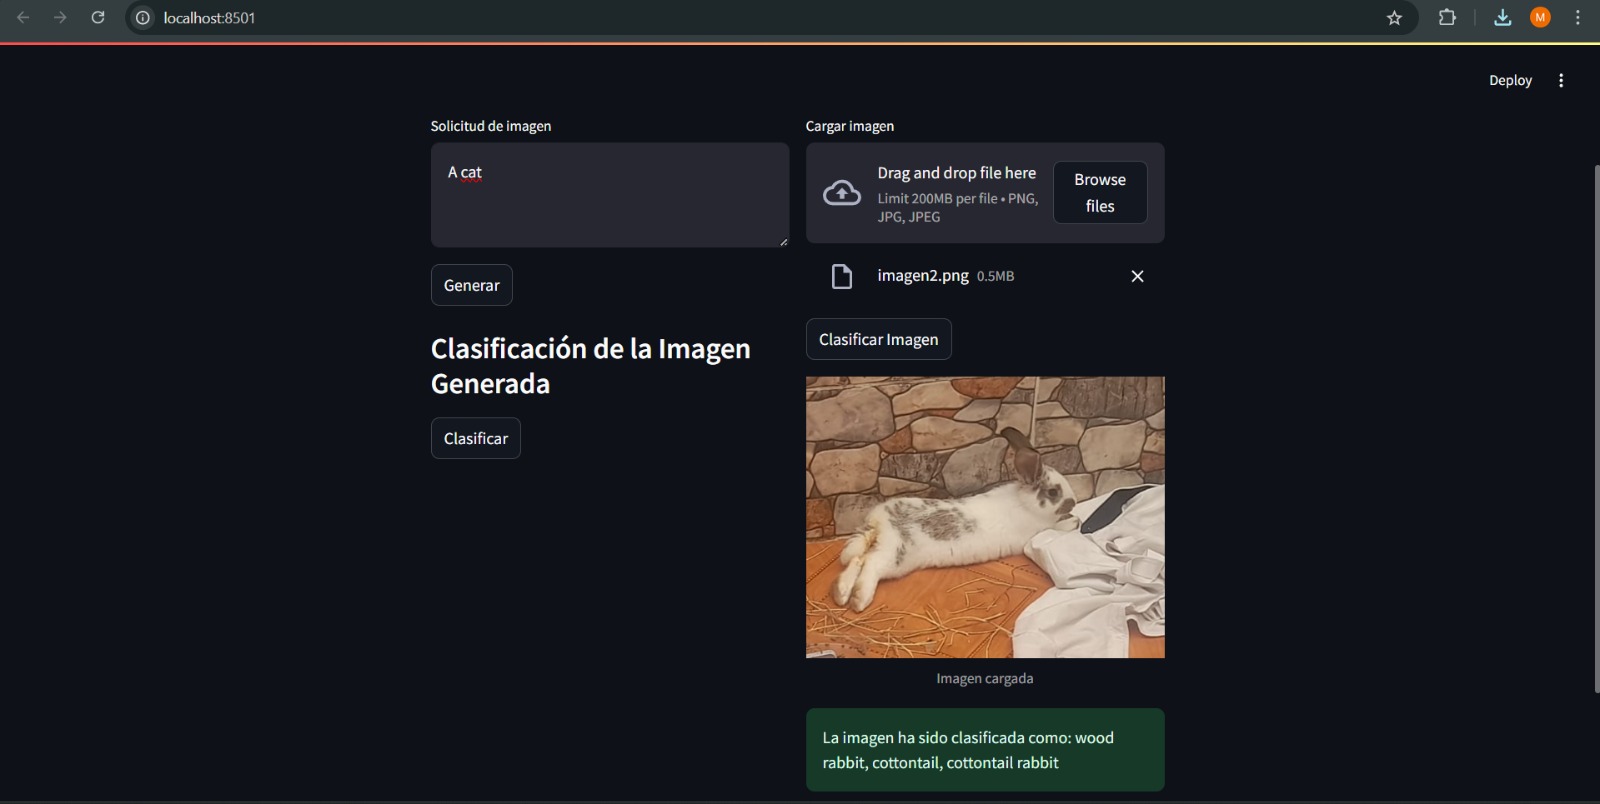 localhost:8501
M
Deploy
Solicitud de imagen
A cat
Generar
Clasificación de la Imagen
Generada
Clasificar
Cargar imagen
Drag and drop file here
Limit 200MB per file • PNG,
JPG, JPEG
Browse
files
imagen2.png 0.5MB
Clasificar Imagen
Imagen cargada
La imagen ha sido clasificada como: wood
rabbit, cottontail, cottontail rabbit